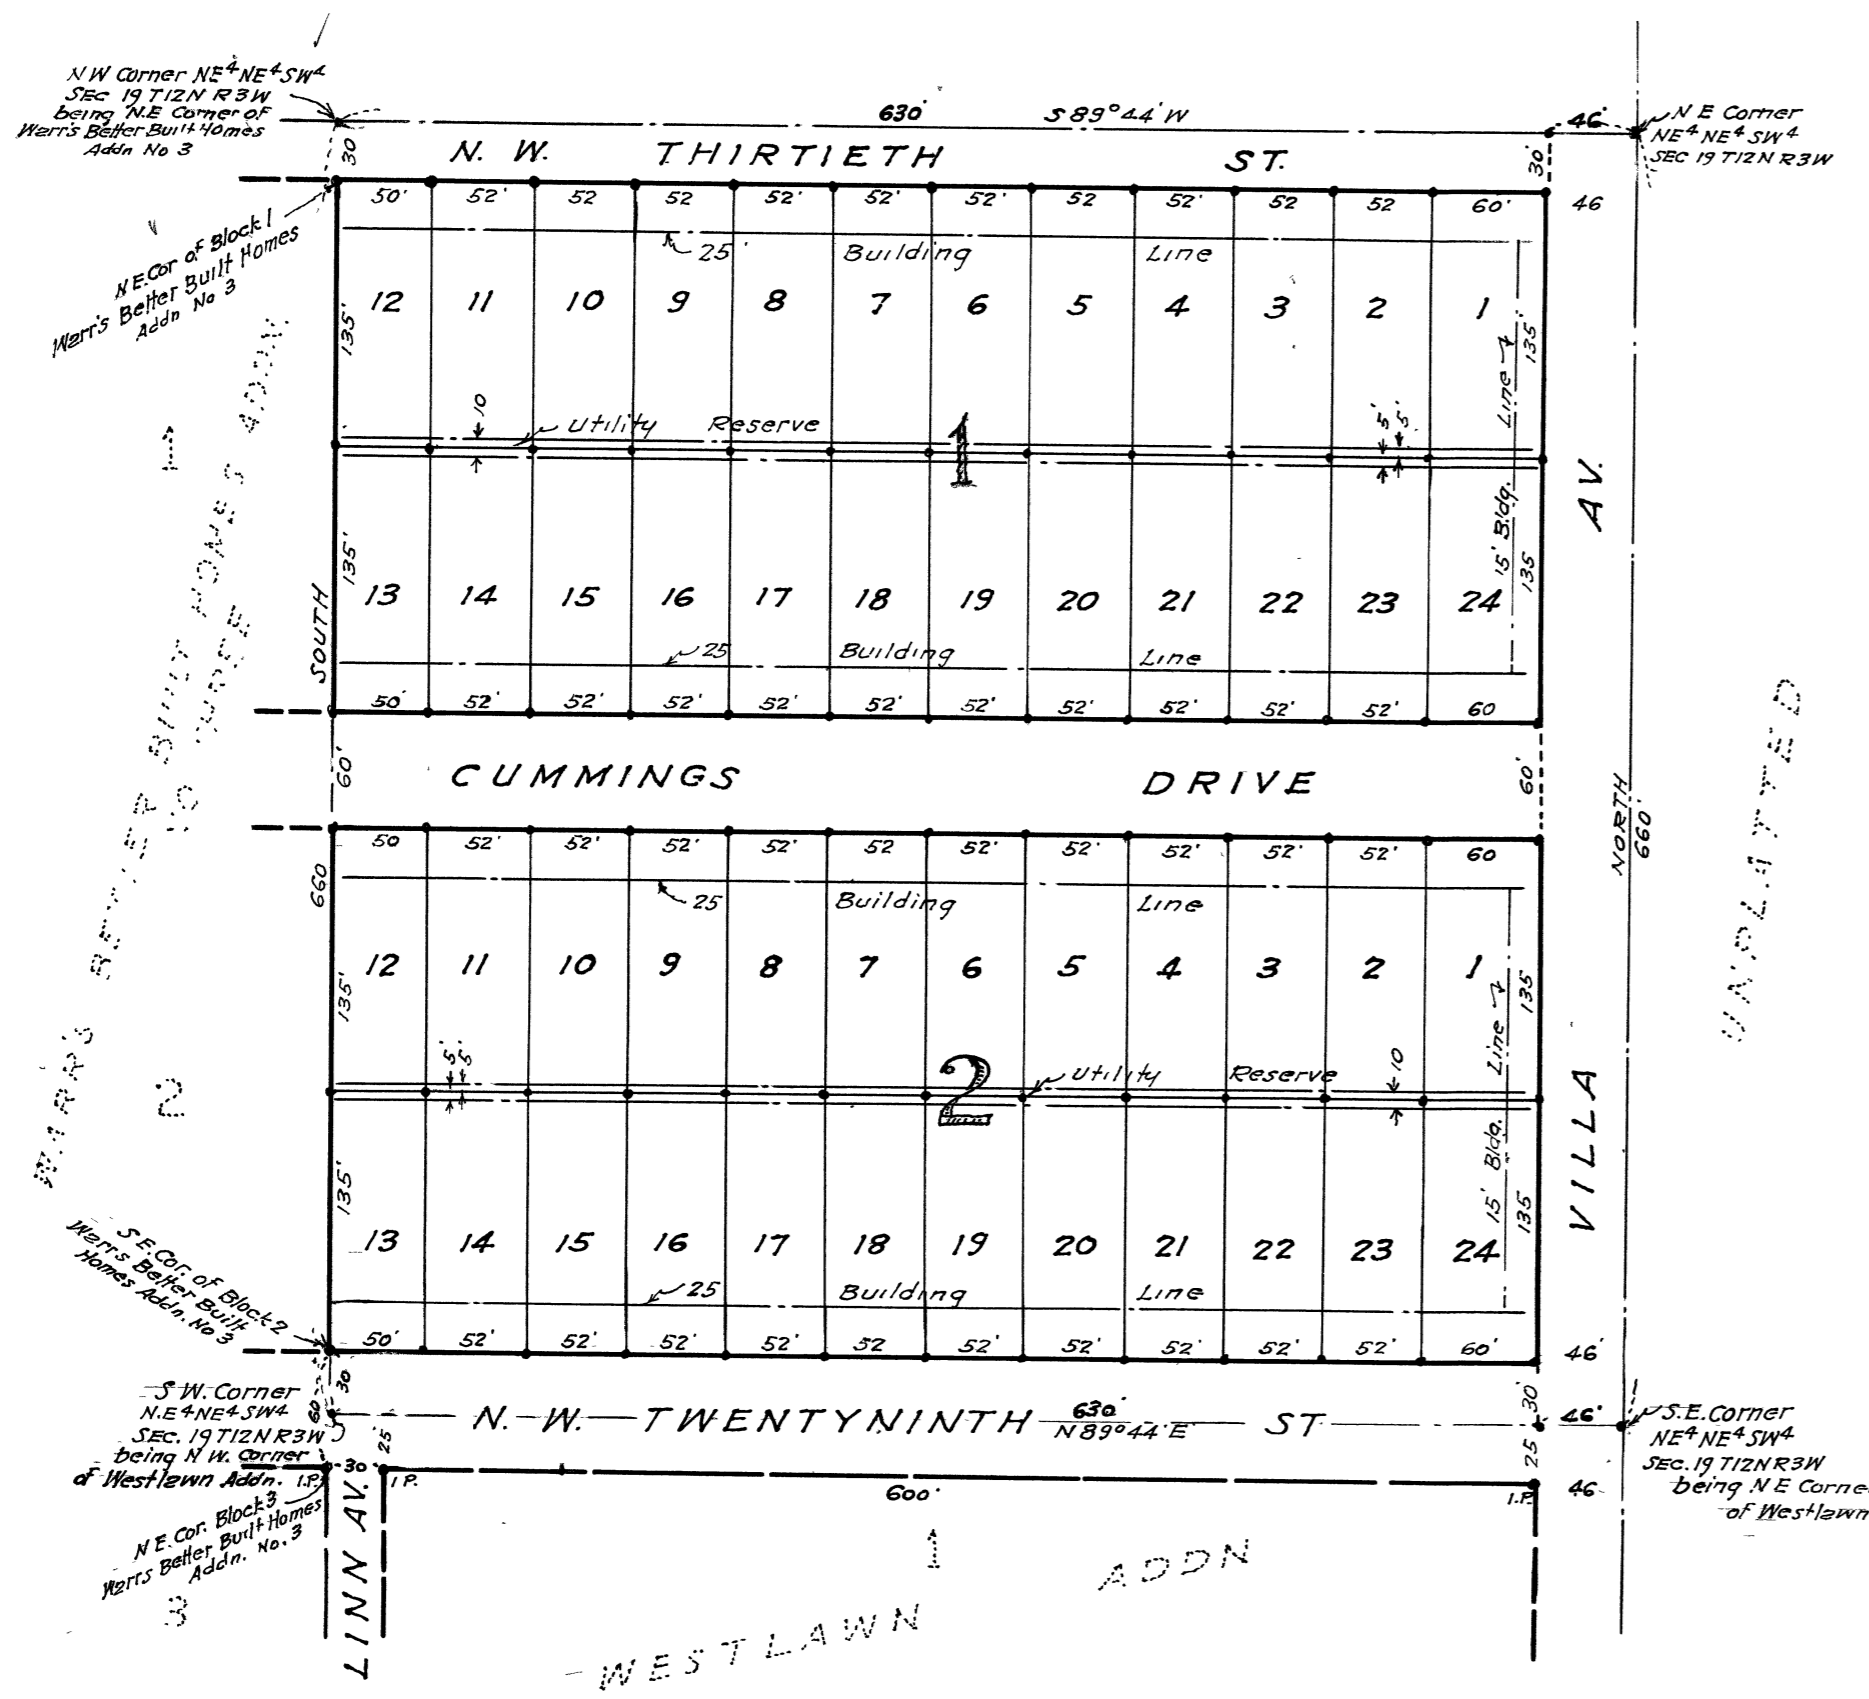 NW Corner NE⁴ NE⁴ SW⁴
SEC 19 T12N R3W
being N.E Corner of
Warr's Better Built Homes
Addn No 3
630'
S 89°44' W
46'
N E Corner
NE⁴ NE⁴ SW⁴
SEC 19 T12N R3W
30
N. W. THIRTIETH ST.
30'
50' 52' 52 52 52' 52' 52' 52 52' 52 52 60' 46
N.E. Cor of Block 1
Warr's Better Built Homes
Addn No 3
25' Building Line
12 11 10 9 8 7 6 5 4 3 2 1
135' 135'
15' Bldg. Line
10 Utility Reserve 5' 5'
1
1
135' 135
13 14 15 16 17 18 19 20 21 22 23 24
SOUTH
25 Building Line
50' 52' 52' 52' 52' 52' 52' 52' 52' 52' 52' 60
60' CUMMINGS DRIVE 60'
NORTH
660'
AV.
VILLA
UNPLATTED
WARR'S BETTER BUILT HOMES ADDN
NO THREE
50 52' 52' 52' 52' 52 52' 52' 52' 52' 52' 60
660
25 Building Line
12 11 10 9 8 7 6 5 4 3 2 1
135' 135
15' Bldg. Line
2
5' 5' 2 Utility Reserve 10
135' 135
13 14 15 16 17 18 19 20 21 22 23 24
25 Building Line
50' 52' 52' 52' 52' 52 52' 52' 52' 52' 52' 60' 46'
S.E. Cor. of Block 2
Warrs Better Built
Homes Addn. No 3
S W. Corner
N.E⁴ NE⁴ SW⁴
SEC. 19 T12N R3W
being N W. Corner
of Westlawn Addn.
60
30
N. W. TWENTYNINTH ST
630'
N 89°44' E
30'
46'
S.E. Corner
NE⁴ NE⁴ SW⁴
SEC. 19 T12N R3W
being N E Corne
of Westlawn
I.P. 30 25' I.P.
600'
25
I.P.
46
N E. Cor. Block 3
Warrs Better Built Homes
Addn. No. 3
3
LINN AV.
1
WESTLAWN ADDN